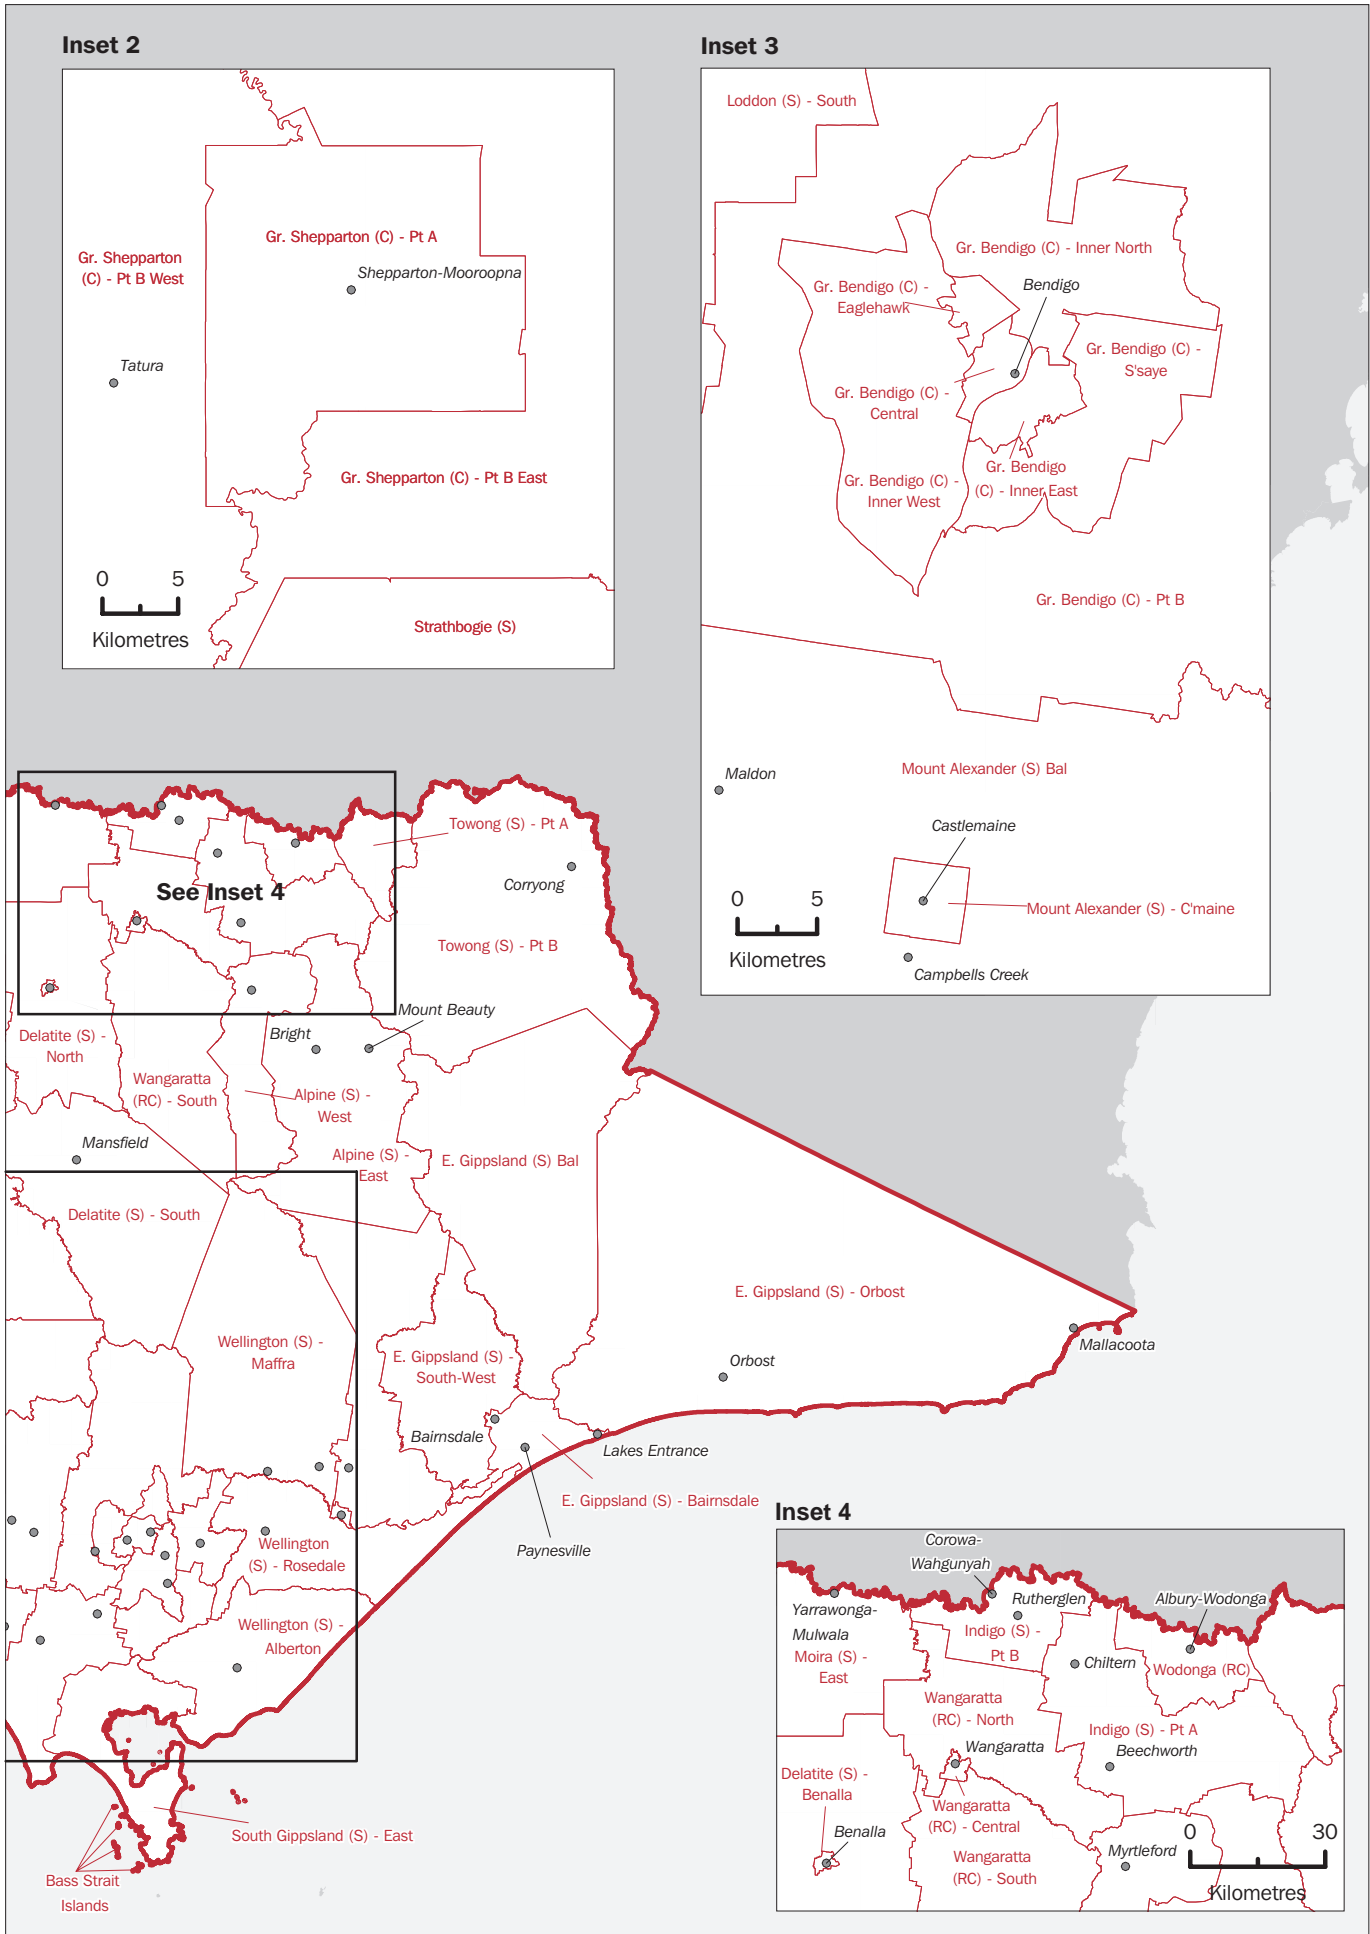 Inset 2
Gr. Shepparton
(C) - Pt B West
Gr. Shepparton (C) - Pt A
Shepparton-Mooroopna
Tatura
Gr. Shepparton (C) - Pt B East
0 5
Kilometres
Strathbogie (S)
Inset 3
Loddon (S) - South
Gr. Bendigo (C) - Inner North
Bendigo
Gr. Bendigo (C) -
Eaglehawk
Gr. Bendigo (C) -
S'saye
Gr. Bendigo (C) -
Central
Gr. Bendigo (C) -
Inner West
Gr. Bendigo
(C) - Inner East
Gr. Bendigo (C) - Pt B
Maldon
Mount Alexander (S) Bal
Castlemaine
0 5
Kilometres
Mount Alexander (S) - C'maine
Campbells Creek
See Inset 4
Towong (S) - Pt A
Corryong
Towong (S) - Pt B
Mount Beauty
Bright
Delatite (S) -
North
Wangaratta
(RC) - South
Alpine (S) -
West
Mansfield
Alpine (S) -
East
E. Gippsland (S) Bal
Delatite (S) - South
E. Gippsland (S) - Orbost
Wellington (S) -
Maffra
E. Gippsland (S) -
South-West
Orbost
Mallacoota
Bairnsdale
Lakes Entrance
E. Gippsland (S) - Bairnsdale
Paynesville
Wellington
(S) - Rosedale
Wellington (S) -
Alberton
South Gippsland (S) - East
Bass Strait
Islands
Inset 4
Corowa-
Wahgunyah
Yarrawonga-
Mulwala
Rutherglen
Albury-Wodonga
Moira (S) -
East
Indigo (S) -
Pt B
Chiltern
Wodonga (RC)
Wangaratta
(RC) - North
Indigo (S) - Pt A
Wangaratta
Beechworth
Delatite (S) -
Benalla
Wangaratta
(RC) - Central
Benalla
Wangaratta
(RC) - South
Myrtleford
0 30
Kilometres